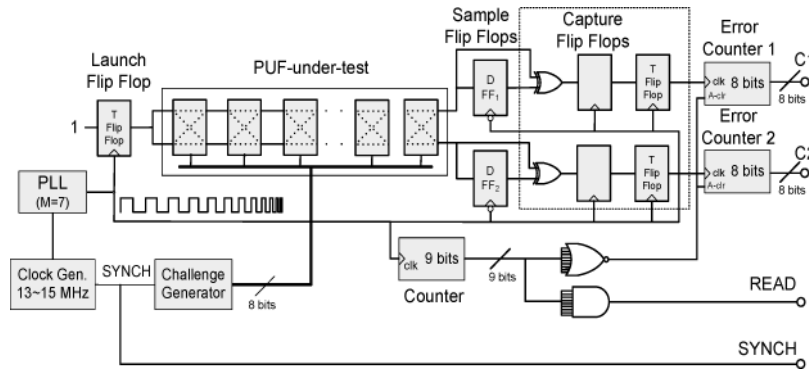 Sample
Flip Flops
Capture
Flip Flops
Error
Counter 1
C1
Launch
Flip Flop
PUF-under-test
T
Flip
Flop
1
D
FF1
T
Flip
Flop
clk
8 bits
A-clr
8 bits
Error
Counter 2
C2
D
FF2
T
Flip
Flop
clk
8 bits
A-clr
8 bits
PLL
(M=7)
Clock Gen.
13~15 MHz
SYNCH
Challenge
Generator
8 bits
clk
9 bits
9 bits
Counter
READ
SYNCH